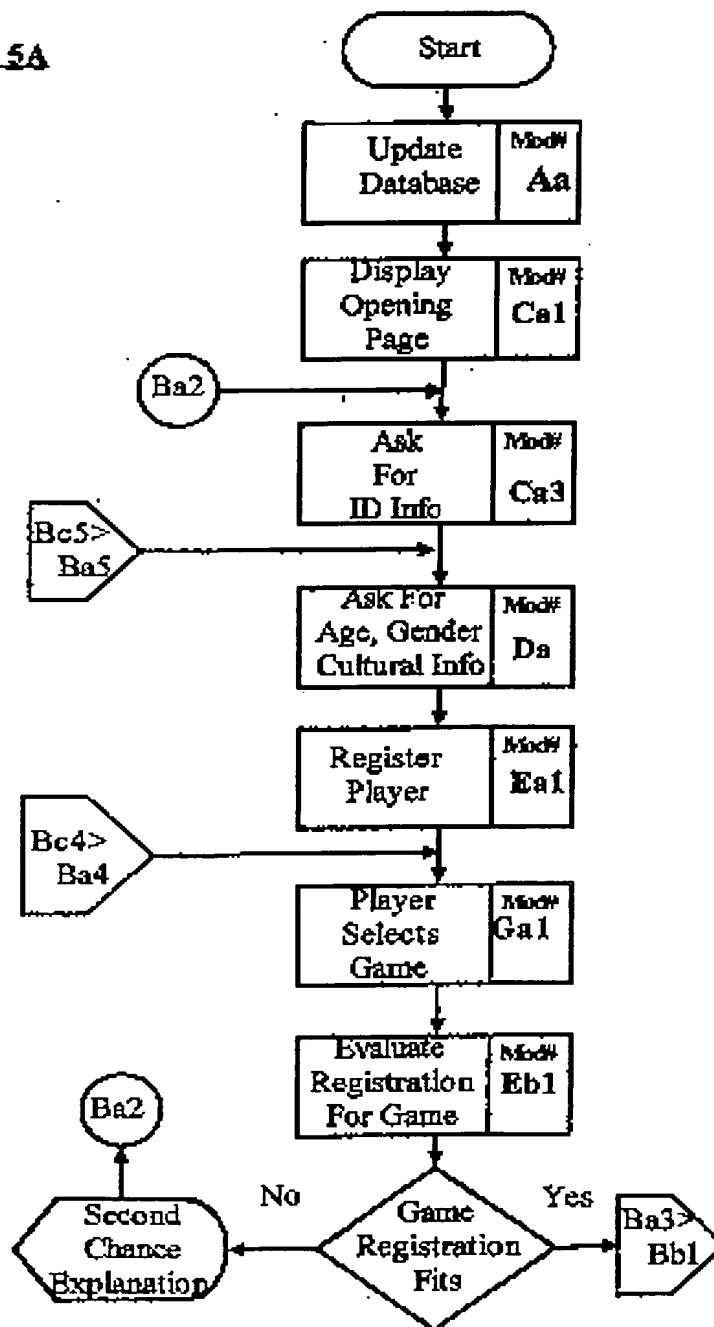 5A
Start
Update
Database
Mod#
Aa
Display
Opening
Page
Mod#
Ca1
Ba2
Ask
For
ID Info
Mod#
Ca3
Bc5>
Ba5
Ask For
Age, Gender
Cultural Info
Mod#
Da
Register
Player
Mod#
Ea1
Bc4>
Ba4
Player
Selects
Game
Mod#
Ga1
Evaluate
Registration
For Game
Mod#
Eb1
Ba2
No
Yes
Second
Chance
Explanation
Game
Registration
Fits
Ba3>
Bb1